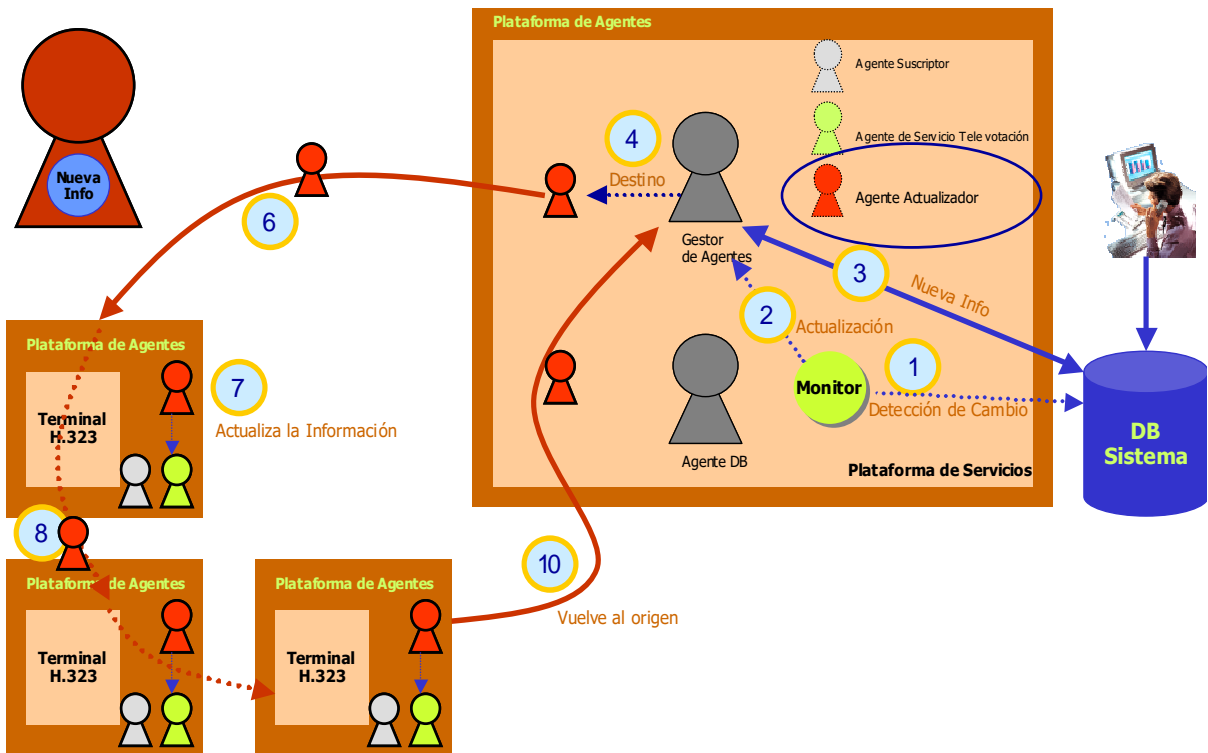 Plataforma de Agentes
Agente Suscriptor
Agente de Servicio Tele votación
Agente Actualizador
4
Destino
Gestor
de Agentes
3
Nueva Info
2
Actualización
Monitor
1
Detección de Cambio
Agente DB
Plataforma de Servicios
DB
Sistema
Nueva
Info
6
Plataforma de Agentes
Terminal
H.323
7
Actualiza la Información
8
Plataforma de Agentes
Terminal
H.323
Plataforma de Agentes
Terminal
H.323
10
Vuelve al origen